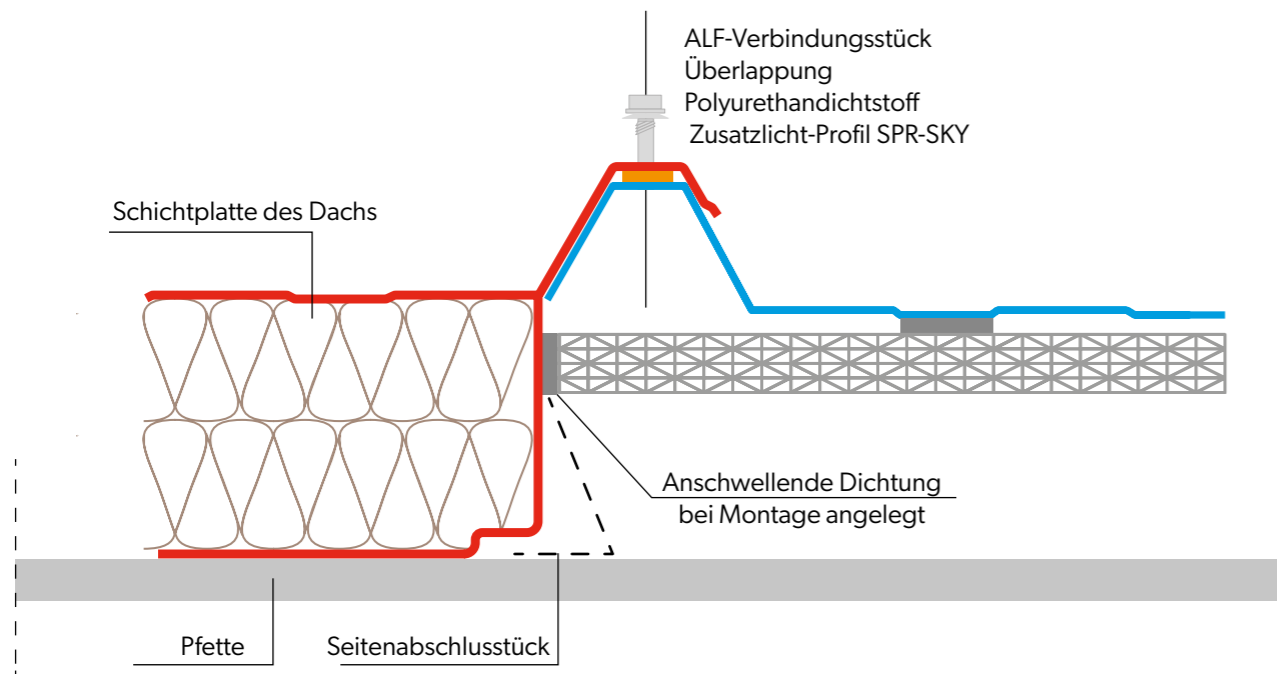 ALF-Verbindungsstück
Überlappung
Polyurethandichtstoff
Zusatzlicht-Profil SPR-SKY
Schichtplatte des Dachs
Anschwellende Dichtung
bei Montage angelegt
Pfette
Seitenabschlusstück